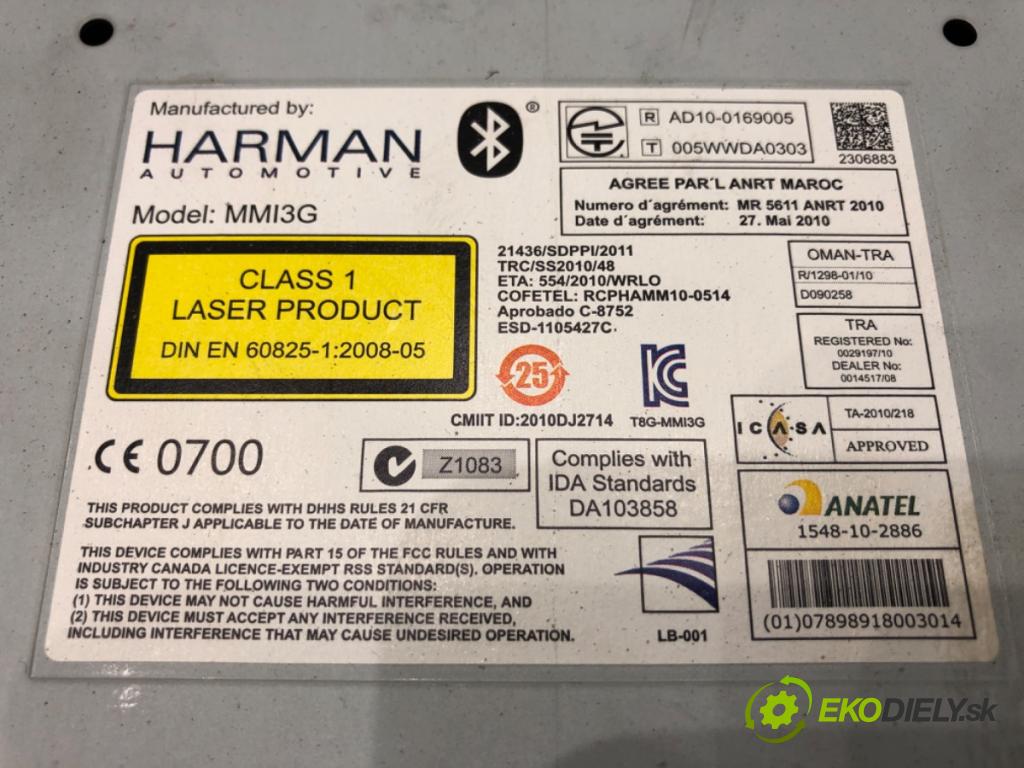 Manufactured by:
HARMAN
AUTOMOTIVE
®
Model: MMI3G
R AD10-0169005
T 005WWDA0303
2306883
AGREE PAR´L ANRT MAROC
Numero d´agrément: MR 5611 ANRT 2010
Date d´agrément: 27. Mai 2010
CLASS 1
LASER PRODUCT
DIN EN 60825-1:2008-05
21436/SDPPI/2011
TRC/SS2010/48
ETA: 554/2010/WRLO
COFETEL: RCPHAMM10-0514
Aprobado C-8752
ESD-1105427C
OMAN-TRA
R/1298-01/10
D090258
TRA
REGISTERED No:
0029197/10
DEALER No:
0014517/08
25
CMIIT ID:2010DJ2714
T8G-MMI3G
ICASA
TA-2010/218
APPROVED
CE 0700
Z1083
Complies with
IDA Standards
DA103858
ANATEL
1548-10-2886
THIS PRODUCT COMPLIES WITH DHHS RULES 21 CFR
SUBCHAPTER J APPLICABLE TO THE DATE OF MANUFACTURE.
THIS DEVICE COMPLIES WITH PART 15 OF THE FCC RULES AND WITH
INDUSTRY CANADA LICENCE-EXEMPT RSS STANDARD(S). OPERATION
IS SUBJECT TO THE FOLLOWING TWO CONDITIONS:
(1) THIS DEVICE MAY NOT CAUSE HARMFUL INTERFERENCE, AND
(2) THIS DEVICE MUST ACCEPT ANY INTERFERENCE RECEIVED,
INCLUDING INTERFERENCE THAT MAY CAUSE UNDESIRED OPERATION.
LB-001
(01)07898918003014
EKODIELY.sk